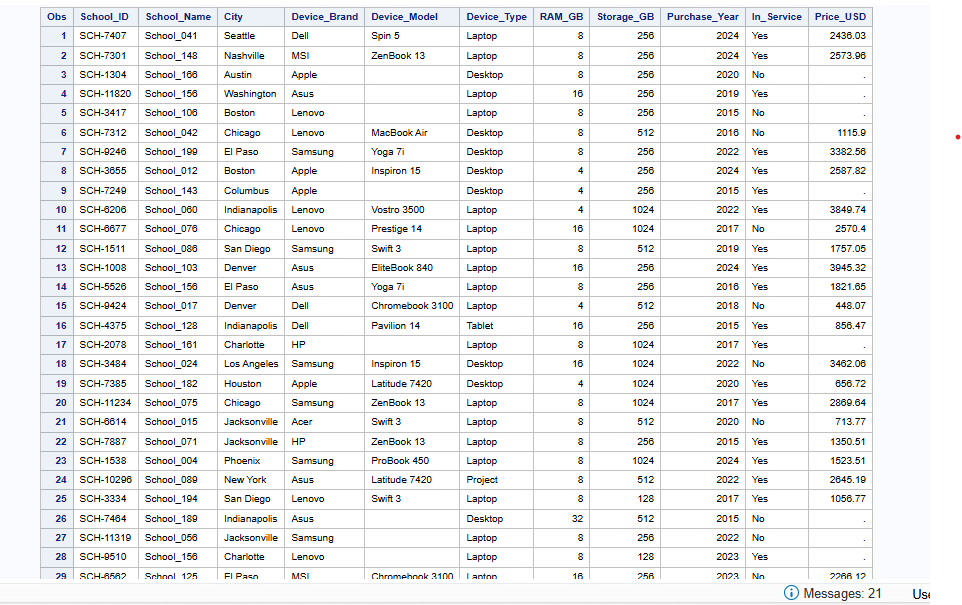 Obs School_ID School_Name City Device_Brand Device_Model Device_Type RAM_GB Storage_GB Purchase_Year In_Service Price_USD
1 SCH-7407 School_041 Seattle Dell Spin 5 Laptop 8 256 2024 Yes 2436.03
2 SCH-7301 School_148 Nashville MSI ZenBook 13 Laptop 8 256 2024 Yes 2573.96
3 SCH-1304 School_166 Austin Apple Desktop 8 256 2020 No .
4 SCH-11820 School_156 Washington Asus Laptop 16 256 2019 Yes .
5 SCH-3417 School_106 Boston Lenovo Laptop 8 256 2015 No .
6 SCH-7312 School_042 Chicago Lenovo MacBook Air Desktop 8 512 2016 No 1115.9
7 SCH-9246 School_199 El Paso Samsung Yoga 7i Desktop 8 256 2022 Yes 3382.56
8 SCH-3655 School_012 Boston Apple Inspiron 15 Desktop 4 256 2024 Yes 2587.82
9 SCH-7249 School_143 Columbus Apple Desktop 4 256 2015 Yes .
10 SCH-6206 School_060 Indianapolis Lenovo Vostro 3500 Laptop 4 1024 2022 Yes 3849.74
11 SCH-6677 School_076 Chicago Lenovo Prestige 14 Laptop 16 1024 2017 No 2570.4
12 SCH-1511 School_086 San Diego Samsung Swift 3 Laptop 8 512 2019 Yes 1757.05
13 SCH-1008 School_103 Denver Asus EliteBook 840 Laptop 16 256 2024 Yes 3945.32
14 SCH-5526 School_156 El Paso Asus Yoga 7i Laptop 8 256 2016 Yes 1821.65
15 SCH-9424 School_017 Denver Dell Chromebook 3100 Laptop 4 512 2018 No 448.07
16 SCH-4375 School_128 Indianapolis Dell Pavilion 14 Tablet 16 256 2015 Yes 856.47
17 SCH-2078 School_161 Charlotte HP Laptop 8 1024 2017 Yes .
18 SCH-3484 School_024 Los Angeles Samsung Inspiron 15 Desktop 16 1024 2022 No 3462.06
19 SCH-7385 School_182 Houston Apple Latitude 7420 Desktop 4 1024 2020 Yes 656.72
20 SCH-11234 School_075 Chicago Samsung ZenBook 13 Laptop 8 1024 2017 Yes 2869.64
21 SCH-6614 School_015 Jacksonville Acer Swift 3 Laptop 8 512 2020 No 713.77
22 SCH-7887 School_071 Jacksonville HP ZenBook 13 Laptop 8 256 2015 Yes 1350.51
23 SCH-1538 School_004 Phoenix Samsung ProBook 450 Laptop 8 1024 2024 Yes 1523.51
24 SCH-10296 School_089 New York Asus Latitude 7420 Project 8 512 2022 Yes 2645.19
25 SCH-3334 School_194 San Diego Lenovo Swift 3 Laptop 8 128 2017 Yes 1056.77
26 SCH-7464 School_189 Indianapolis Asus Desktop 32 512 2015 No .
27 SCH-11319 School_056 Jacksonville Samsung Laptop 8 256 2022 No .
28 SCH-9510 School_156 Charlotte Lenovo Laptop 8 128 2023 Yes .
29 SCH-6562 School_125 El Paso MSI Chromebook 3100 Laptop 16 256 2023 No 2266.12
Messages: 21 Use